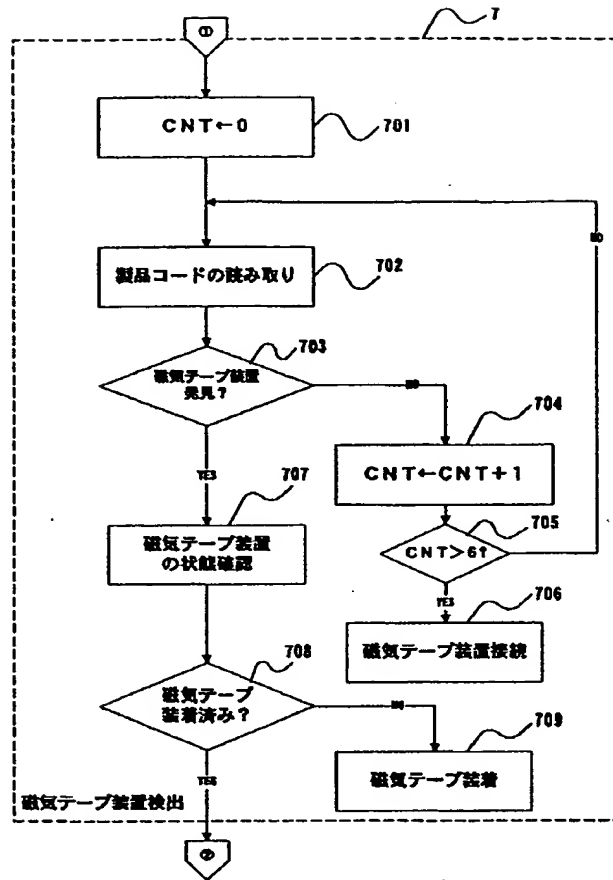 ①
7
CNT←0
701
NO
製品コードの読み取り
702
703
磁気テープ装置
発見?
NO
704
YES
CNT←CNT+1
707
705
磁気テープ装置
の状態確認
CNT>6?
YES
706
磁気テープ装置接続
708
磁気テープ
装着済み?
NO
709
YES
磁気テープ装着
磁気テープ装置検出
②